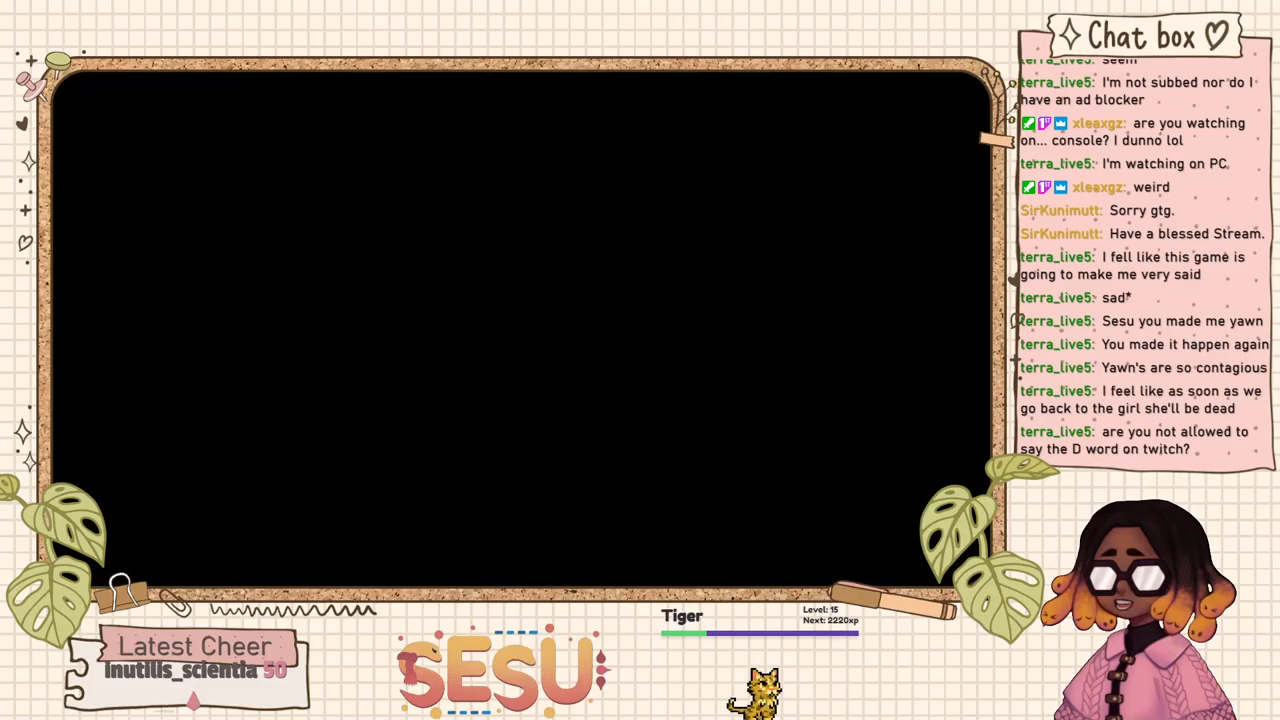 Chat box
terra_live5: seem
terra_live5: I'm not subbed nor do I
have an ad blocker
xleaxgz: are you watching
on... console? I dunno lol
terra_live5: I'm watching on PC
xleaxgz: weird
SirKunimutt: Sorry gtg.
SirKunimutt: Have a blessed Stream.
terra_live5: I fell like this game is
going to make me very said
terra_live5: sad*
terra_live5: Sesu you made me yawn
terra_live5: You made it happen again
terra_live5: Yawn's are so contagious
terra_live5: I feel like as soon as we
go back to the girl she'll be dead
terra_live5: are you not allowed to
say the D word on twitch?
Latest Cheer
inutilis_scientia 50
SESU
Tiger
Level: 15
Next: 2220xp